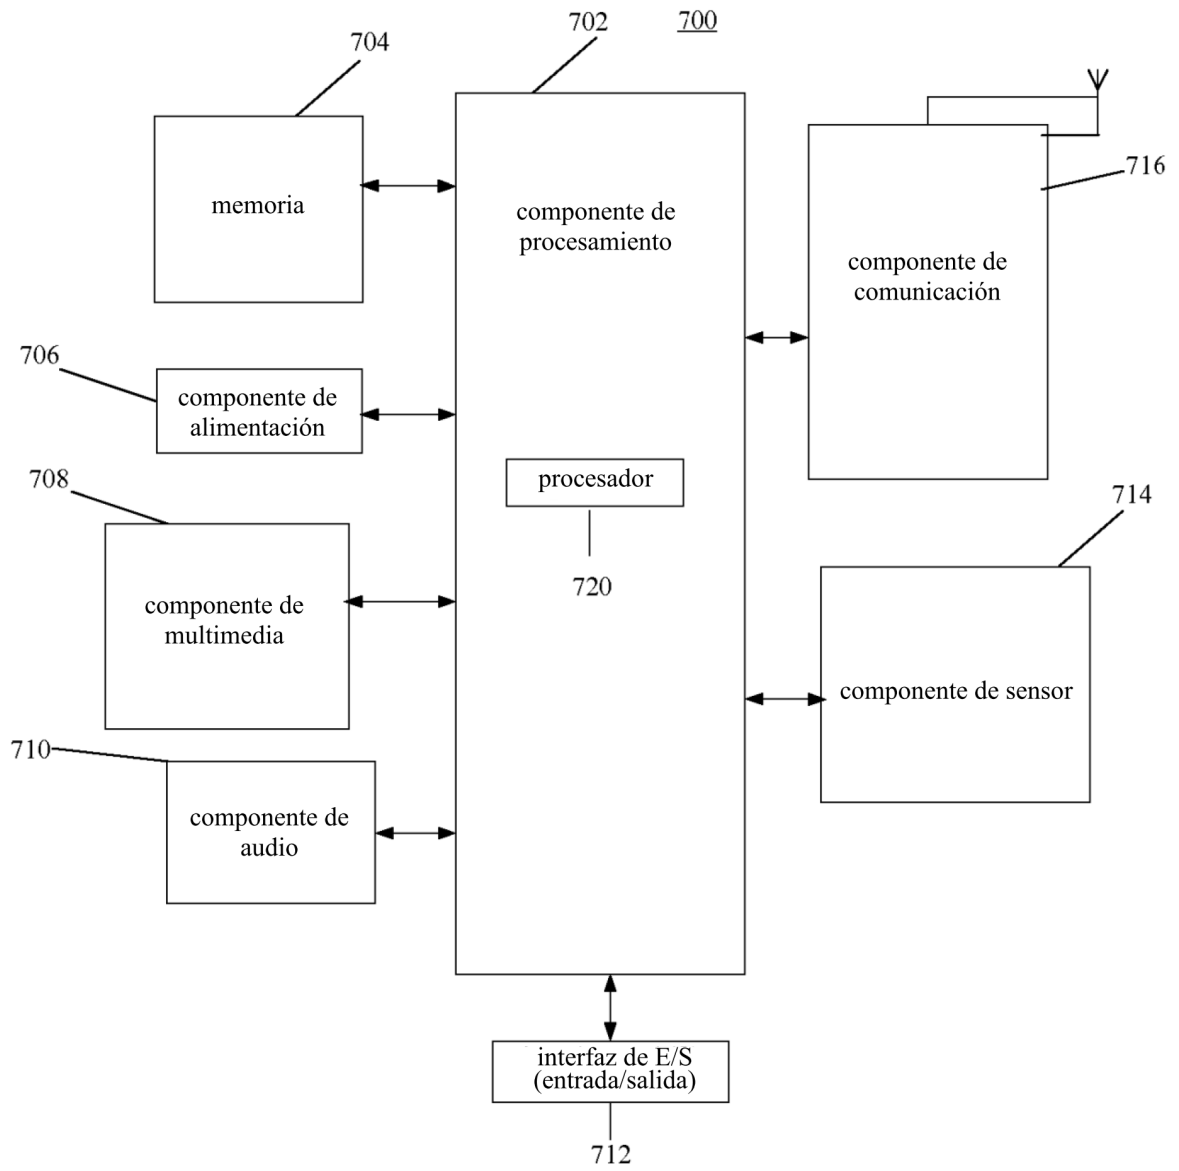 700
702
704
memoria
componente de
procesamiento
716
componente de
comunicación
706
componente de
alimentación
708
procesador
720
714
componente de
multimedia
componente de sensor
710
componente de
audio
interfaz de E/S
(entrada/salida)
712